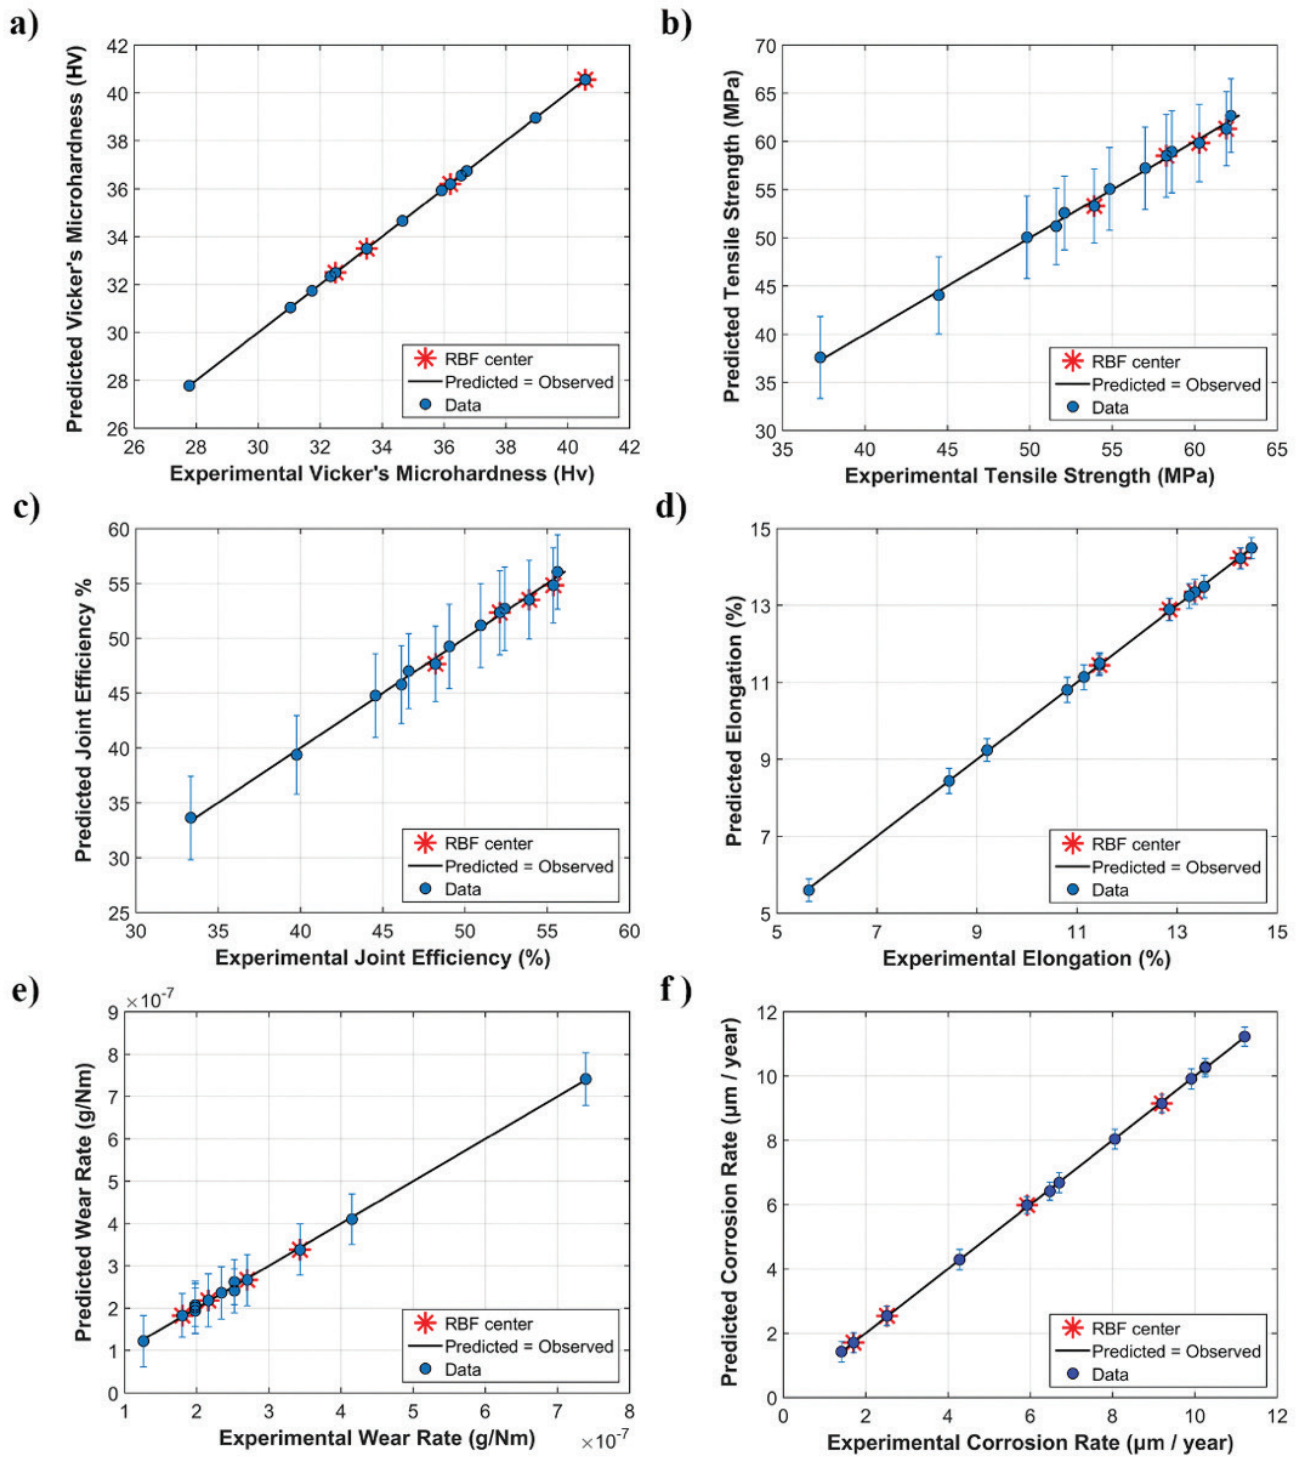 a)
Predicted Vicker's Microhardness (Hv)
42
40
38
36
34
32
30
28
26
26 28 30 32 34 36 38 40 42
Experimental Vicker's Microhardness (Hv)
RBF center
Predicted = Observed
Data
b)
Predicted Tensile Strength (MPa)
70
65
60
55
50
45
40
35
30
35 40 45 50 55 60 65
Experimental Tensile Strength (MPa)
RBF center
Predicted = Observed
Data
c)
Predicted Joint Efficiency %
60
55
50
45
40
35
30
25
30 35 40 45 50 55 60
Experimental Joint Efficiency (%)
RBF center
Predicted = Observed
Data
d)
Predicted Elongation (%)
15
13
11
9
7
5
5 7 9 11 13 15
Experimental Elongation (%)
RBF center
Predicted = Observed
Data
e)
×10⁻⁷
Predicted Wear Rate (g/Nm)
9
8
7
6
5
4
3
2
1
0
1 2 3 4 5 6 7 8
Experimental Wear Rate (g/Nm)
×10⁻⁷
RBF center
Predicted = Observed
Data
f )
Predicted Corrosion Rate (µm / year)
12
10
8
6
4
2
0
0 2 4 6 8 10 12
Experimental Corrosion Rate (µm / year)
RBF center
Predicted = Observed
Data